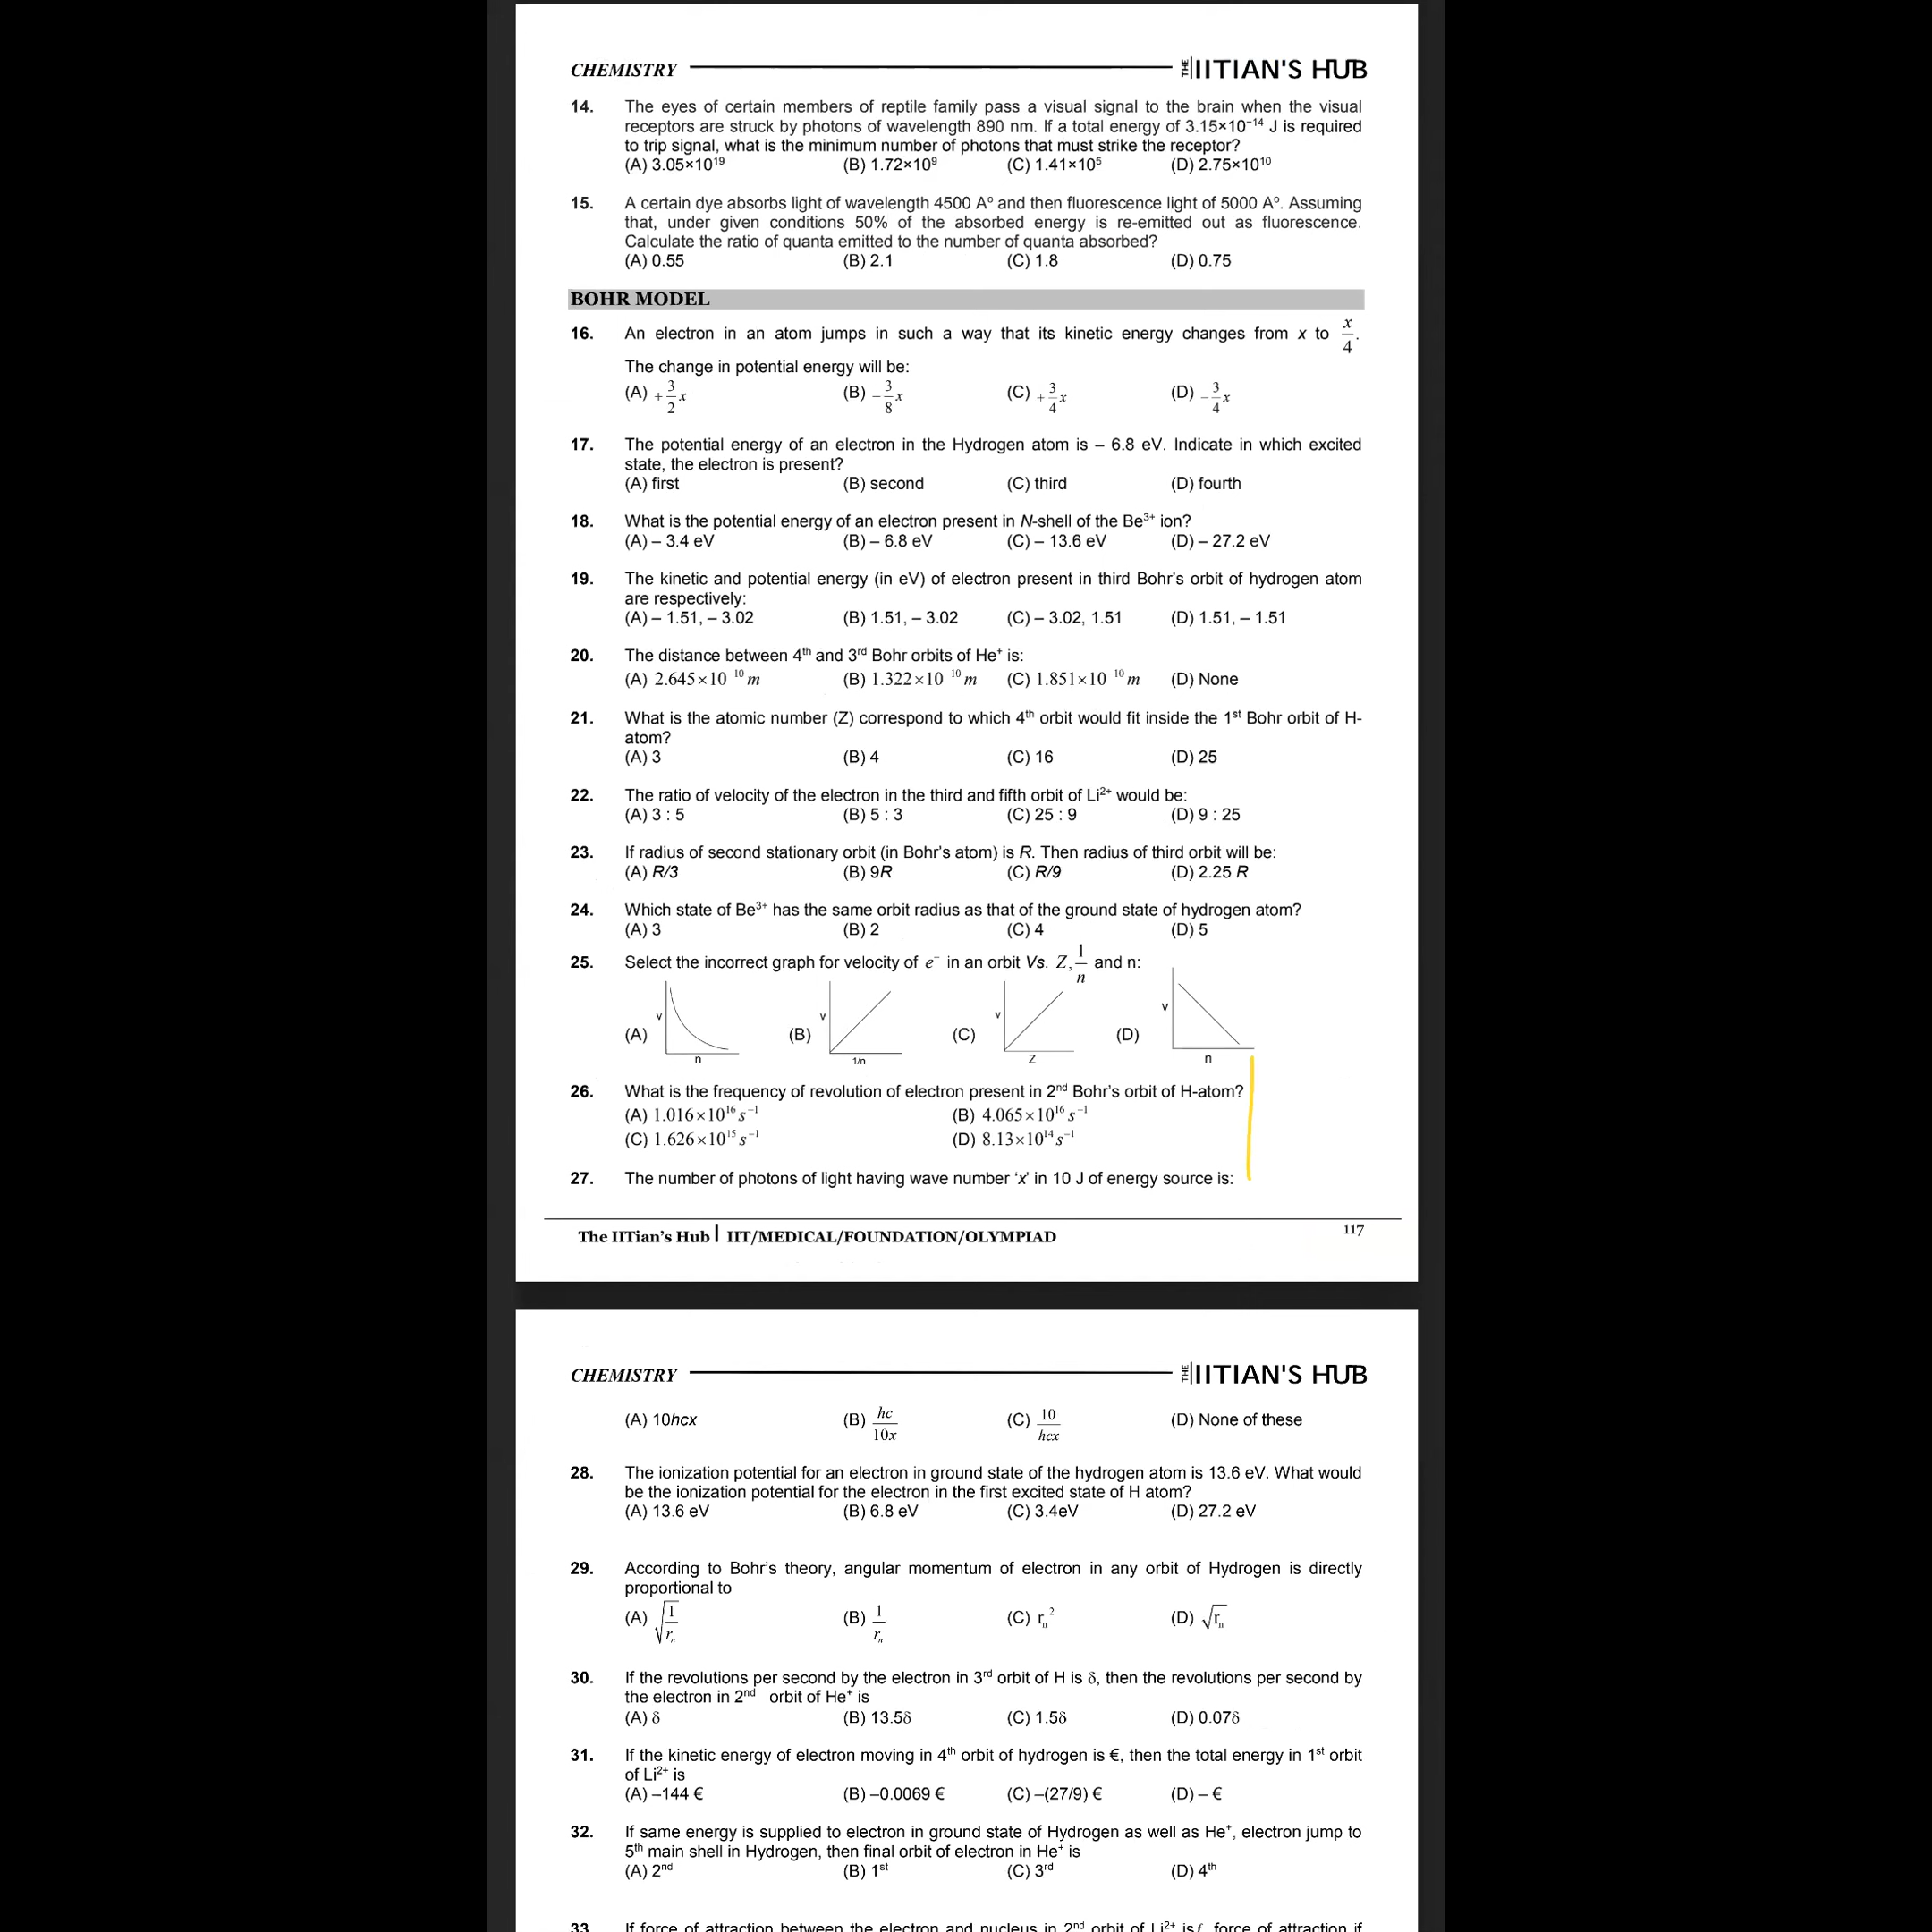 CHEMISTRY THE IITIAN'S HUB
14. The eyes of certain members of reptile family pass a visual signal to the brain when the visual
receptors are struck by photons of wavelength 890 nm. If a total energy of 3.15×10⁻¹⁴ J is required
to trip signal, what is the minimum number of photons that must strike the receptor?
(A) 3.05×10¹⁹ (B) 1.72×10⁹ (C) 1.41×10⁵ (D) 2.75×10¹⁰
15. A certain dye absorbs light of wavelength 4500 Aº and then fluorescence light of 5000 Aº. Assuming
that, under given conditions 50% of the absorbed energy is re-emitted out as fluorescence.
Calculate the ratio of quanta emitted to the number of quanta absorbed?
(A) 0.55 (B) 2.1 (C) 1.8 (D) 0.75
BOHR MODEL
16. An electron in an atom jumps in such a way that its kinetic energy changes from x to x/4.
The change in potential energy will be:
(A) +3/2 x (B) −3/8 x (C) +3/4 x (D) −3/4 x
17. The potential energy of an electron in the Hydrogen atom is – 6.8 eV. Indicate in which excited
state, the electron is present?
(A) first (B) second (C) third (D) fourth
18. What is the potential energy of an electron present in N-shell of the Be³⁺ ion?
(A) – 3.4 eV (B) – 6.8 eV (C) – 13.6 eV (D) – 27.2 eV
19. The kinetic and potential energy (in eV) of electron present in third Bohr's orbit of hydrogen atom
are respectively:
(A) – 1.51, – 3.02 (B) 1.51, – 3.02 (C) – 3.02, 1.51 (D) 1.51, – 1.51
20. The distance between 4ᵗʰ and 3ʳᵈ Bohr orbits of He⁺ is:
(A) 2.645×10⁻¹⁰ m (B) 1.322×10⁻¹⁰ m (C) 1.851×10⁻¹⁰ m (D) None
21. What is the atomic number (Z) correspond to which 4ᵗʰ orbit would fit inside the 1ˢᵗ Bohr orbit of H-
atom?
(A) 3 (B) 4 (C) 16 (D) 25
22. The ratio of velocity of the electron in the third and fifth orbit of Li²⁺ would be:
(A) 3 : 5 (B) 5 : 3 (C) 25 : 9 (D) 9 : 25
23. If radius of second stationary orbit (in Bohr's atom) is R. Then radius of third orbit will be:
(A) R/3 (B) 9R (C) R/9 (D) 2.25 R
24. Which state of Be³⁺ has the same orbit radius as that of the ground state of hydrogen atom?
(A) 3 (B) 2 (C) 4 (D) 5
25. Select the incorrect graph for velocity of e⁻ in an orbit Vs. Z, 1/n and n:
(A) v n (B) v 1/n (C) v Z (D) v n
26. What is the frequency of revolution of electron present in 2ⁿᵈ Bohr's orbit of H-atom?
(A) 1.016×10¹⁶ s⁻¹ (B) 4.065×10¹⁶ s⁻¹
(C) 1.626×10¹⁵ s⁻¹ (D) 8.13×10¹⁴ s⁻¹
27. The number of photons of light having wave number 'x' in 10 J of energy source is:
The IITian's Hub | IIT/MEDICAL/FOUNDATION/OLYMPIAD 117
CHEMISTRY THE IITIAN'S HUB
(A) 10hcx (B) hc/10x (C) 10/hcx (D) None of these
28. The ionization potential for an electron in ground state of the hydrogen atom is 13.6 eV. What would
be the ionization potential for the electron in the first excited state of H atom?
(A) 13.6 eV (B) 6.8 eV (C) 3.4eV (D) 27.2 eV
29. According to Bohr's theory, angular momentum of electron in any orbit of Hydrogen is directly
proportional to
(A) √(1/rₙ) (B) 1/rₙ (C) rₙ² (D) √rₙ
30. If the revolutions per second by the electron in 3ʳᵈ orbit of H is δ, then the revolutions per second by
the electron in 2ⁿᵈ orbit of He⁺ is
(A) δ (B) 13.5δ (C) 1.5δ (D) 0.07δ
31. If the kinetic energy of electron moving in 4ᵗʰ orbit of hydrogen is €, then the total energy in 1ˢᵗ orbit
of Li²⁺ is
(A) –144 € (B) –0.0069 € (C) –(27/9) € (D) – €
32. If same energy is supplied to electron in ground state of Hydrogen as well as He⁺, electron jump to
5ᵗʰ main shell in Hydrogen, then final orbit of electron in He⁺ is
(A) 2ⁿᵈ (B) 1ˢᵗ (C) 3ʳᵈ (D) 4ᵗʰ
33. If force of attraction between the electron and nucleus in 2ⁿᵈ orbit of Li²⁺ is f, force of attraction if